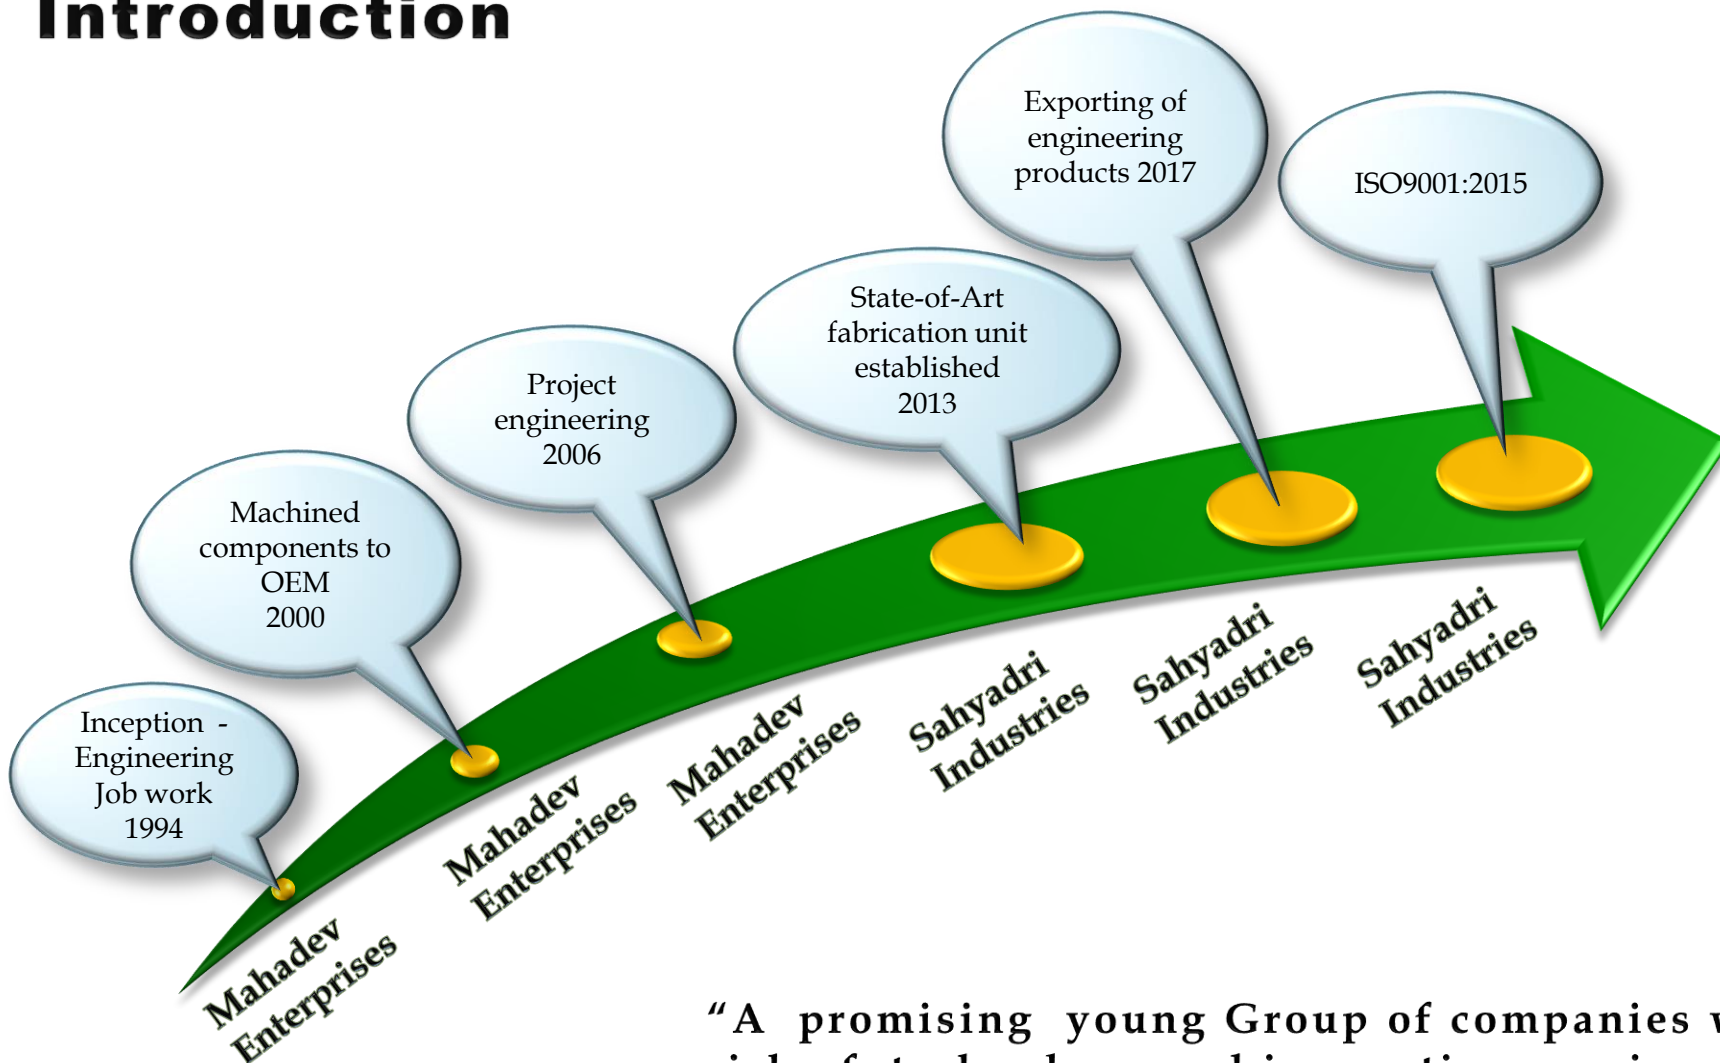 Introduction
Exporting of
engineering
products 2017
ISO9001:2015
State-of-Art
fabrication unit
established
2013
Project
engineering
2006
Machined
components to
OEM
2000
Inception -
Engineering
Job work
1994
Mahadev
Enterprises
Mahadev
Enterprises
Mahadev
Enterprises
Sahyadri
Industries
Sahyadri
Industries
Sahyadri
Industries
“A promising young Group of companies